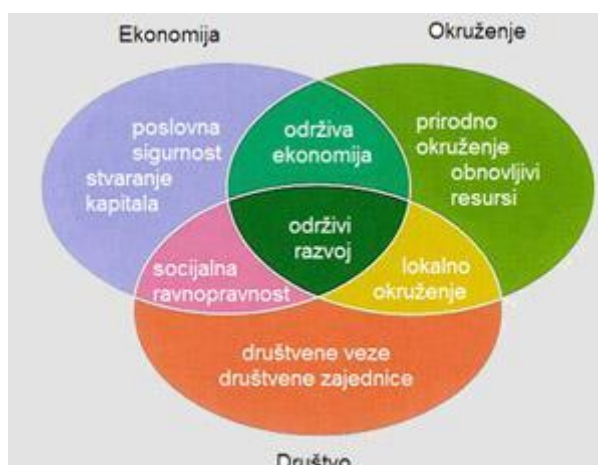 Ekonomija
Okruženje
poslovna
sigurnost
stvaranje
kapitala
održiva
ekonomija
prirodno
okruženje
obnovljivi
resursi
održivi
razvoj
socijalna
ravnopravnost
lokalno
okruženje
društvene veze
društvene zajednice
Društvo